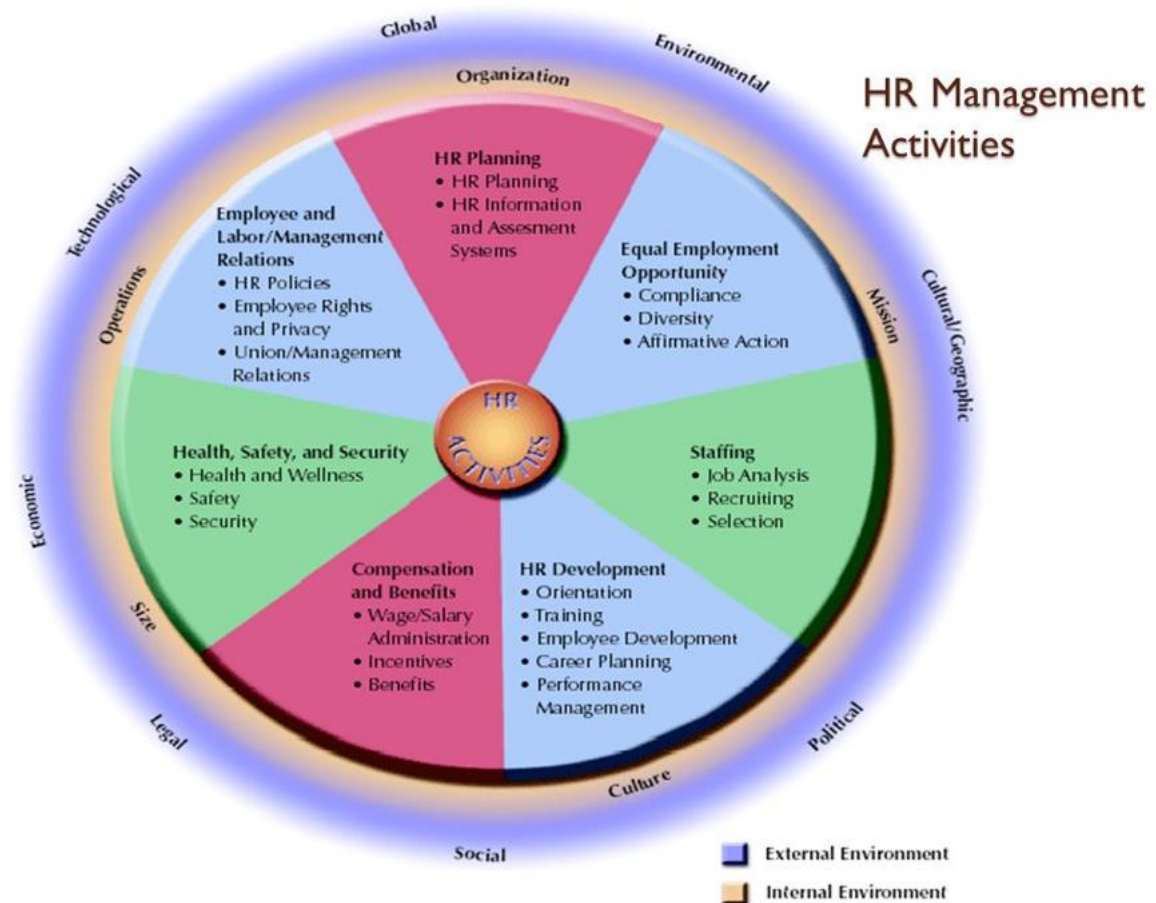 HR Management
Activities
Global
Environmental
Organization
Technological
Operations
Mission
Cultural/Geographic
HR Planning
• HR Planning
• HR Information
and Assesment
Systems
Employee and
Labor/Management
Relations
• HR Policies
• Employee Rights
and Privacy
• Union/Management
Relations
Equal Employment
Opportunity
• Compliance
• Diversity
• Affirmative Action
HR
ACTIVITIES
Health, Safety, and Security
• Health and Wellness
• Safety
• Security
Staffing
• Job Analysis
• Recruiting
• Selection
Compensation
and Benefits
• Wage/Salary
Administration
• Incentives
• Benefits
HR Development
• Orientation
• Training
• Employee Development
• Career Planning
• Performance
Management
Economic
Size
Legal
Political
Culture
Social
External Environment
Internal Environment